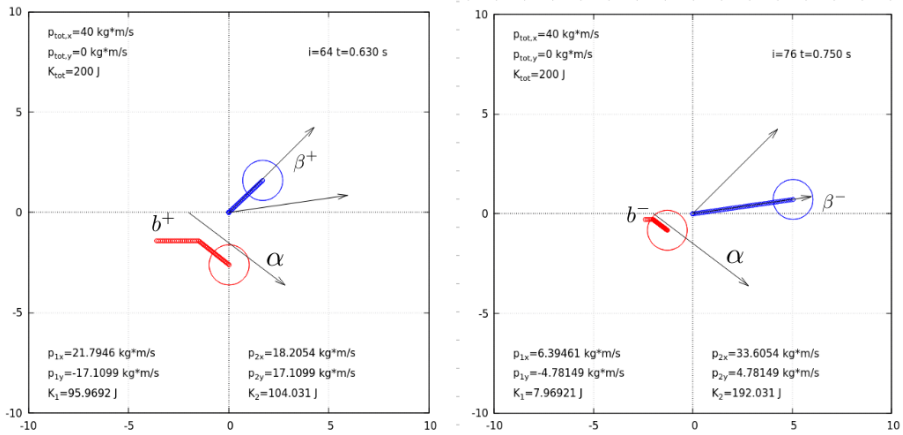 10
p_tot,x=40 kg*m/s
p_tot,y=0 kg*m/s
i=64 t=0.630 s
K_tot=200 J
5
β⁺
0
b⁺
α
-5
p_1x=21.7946 kg*m/s
p_2x=18.2054 kg*m/s
p_1y=-17.1099 kg*m/s
p_2y=17.1099 kg*m/s
K_1=95.9692 J
K_2=104.031 J
-10
-10 -5 0 5 10
10
p_tot,x=40 kg*m/s
p_tot,y=0 kg*m/s
i=76 t=0.750 s
K_tot=200 J
5
0
b⁻
β⁻
α
-5
p_1x=6.39461 kg*m/s
p_2x=33.6054 kg*m/s
p_1y=-4.78149 kg*m/s
p_2y=4.78149 kg*m/s
K_1=7.96921 J
K_2=192.031 J
-10
-10 -5 0 5 10